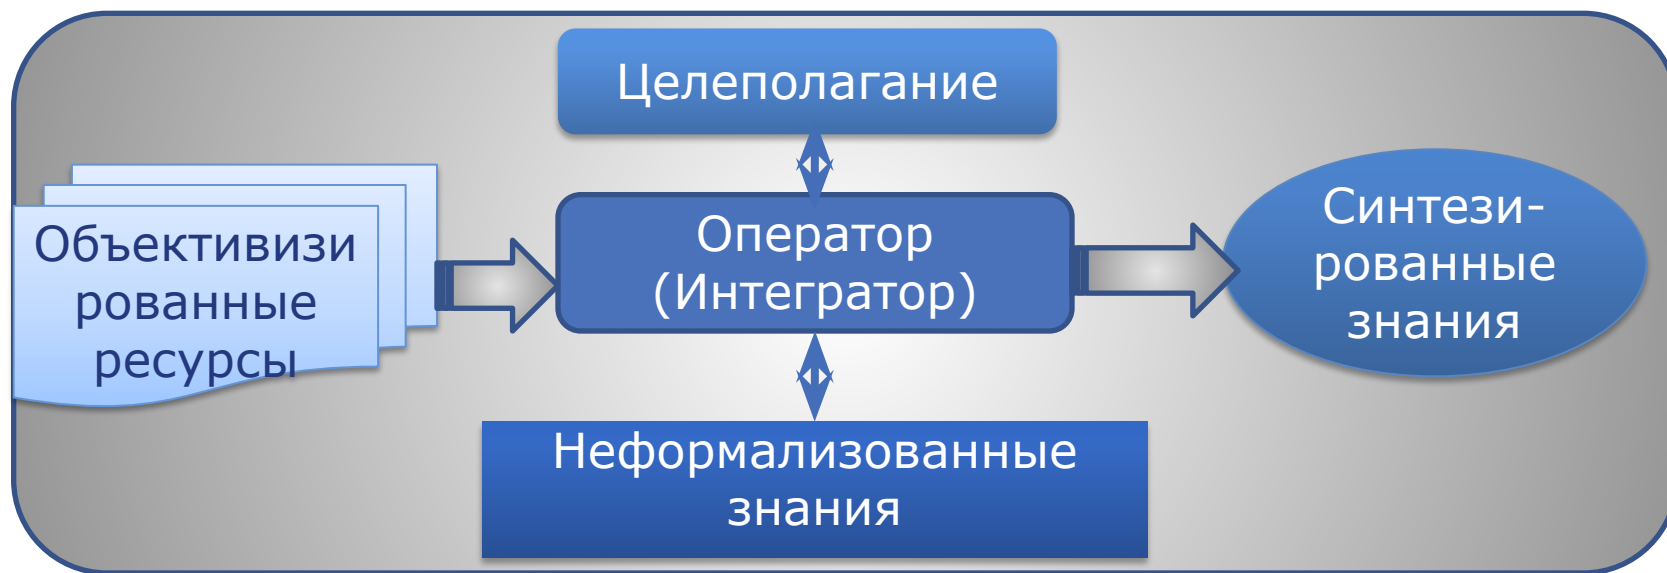 Целеполагание
Объективизи
рованные
ресурсы
Оператор
(Интегратор)
Синтези-
рованные
знания
Неформализованные
знания